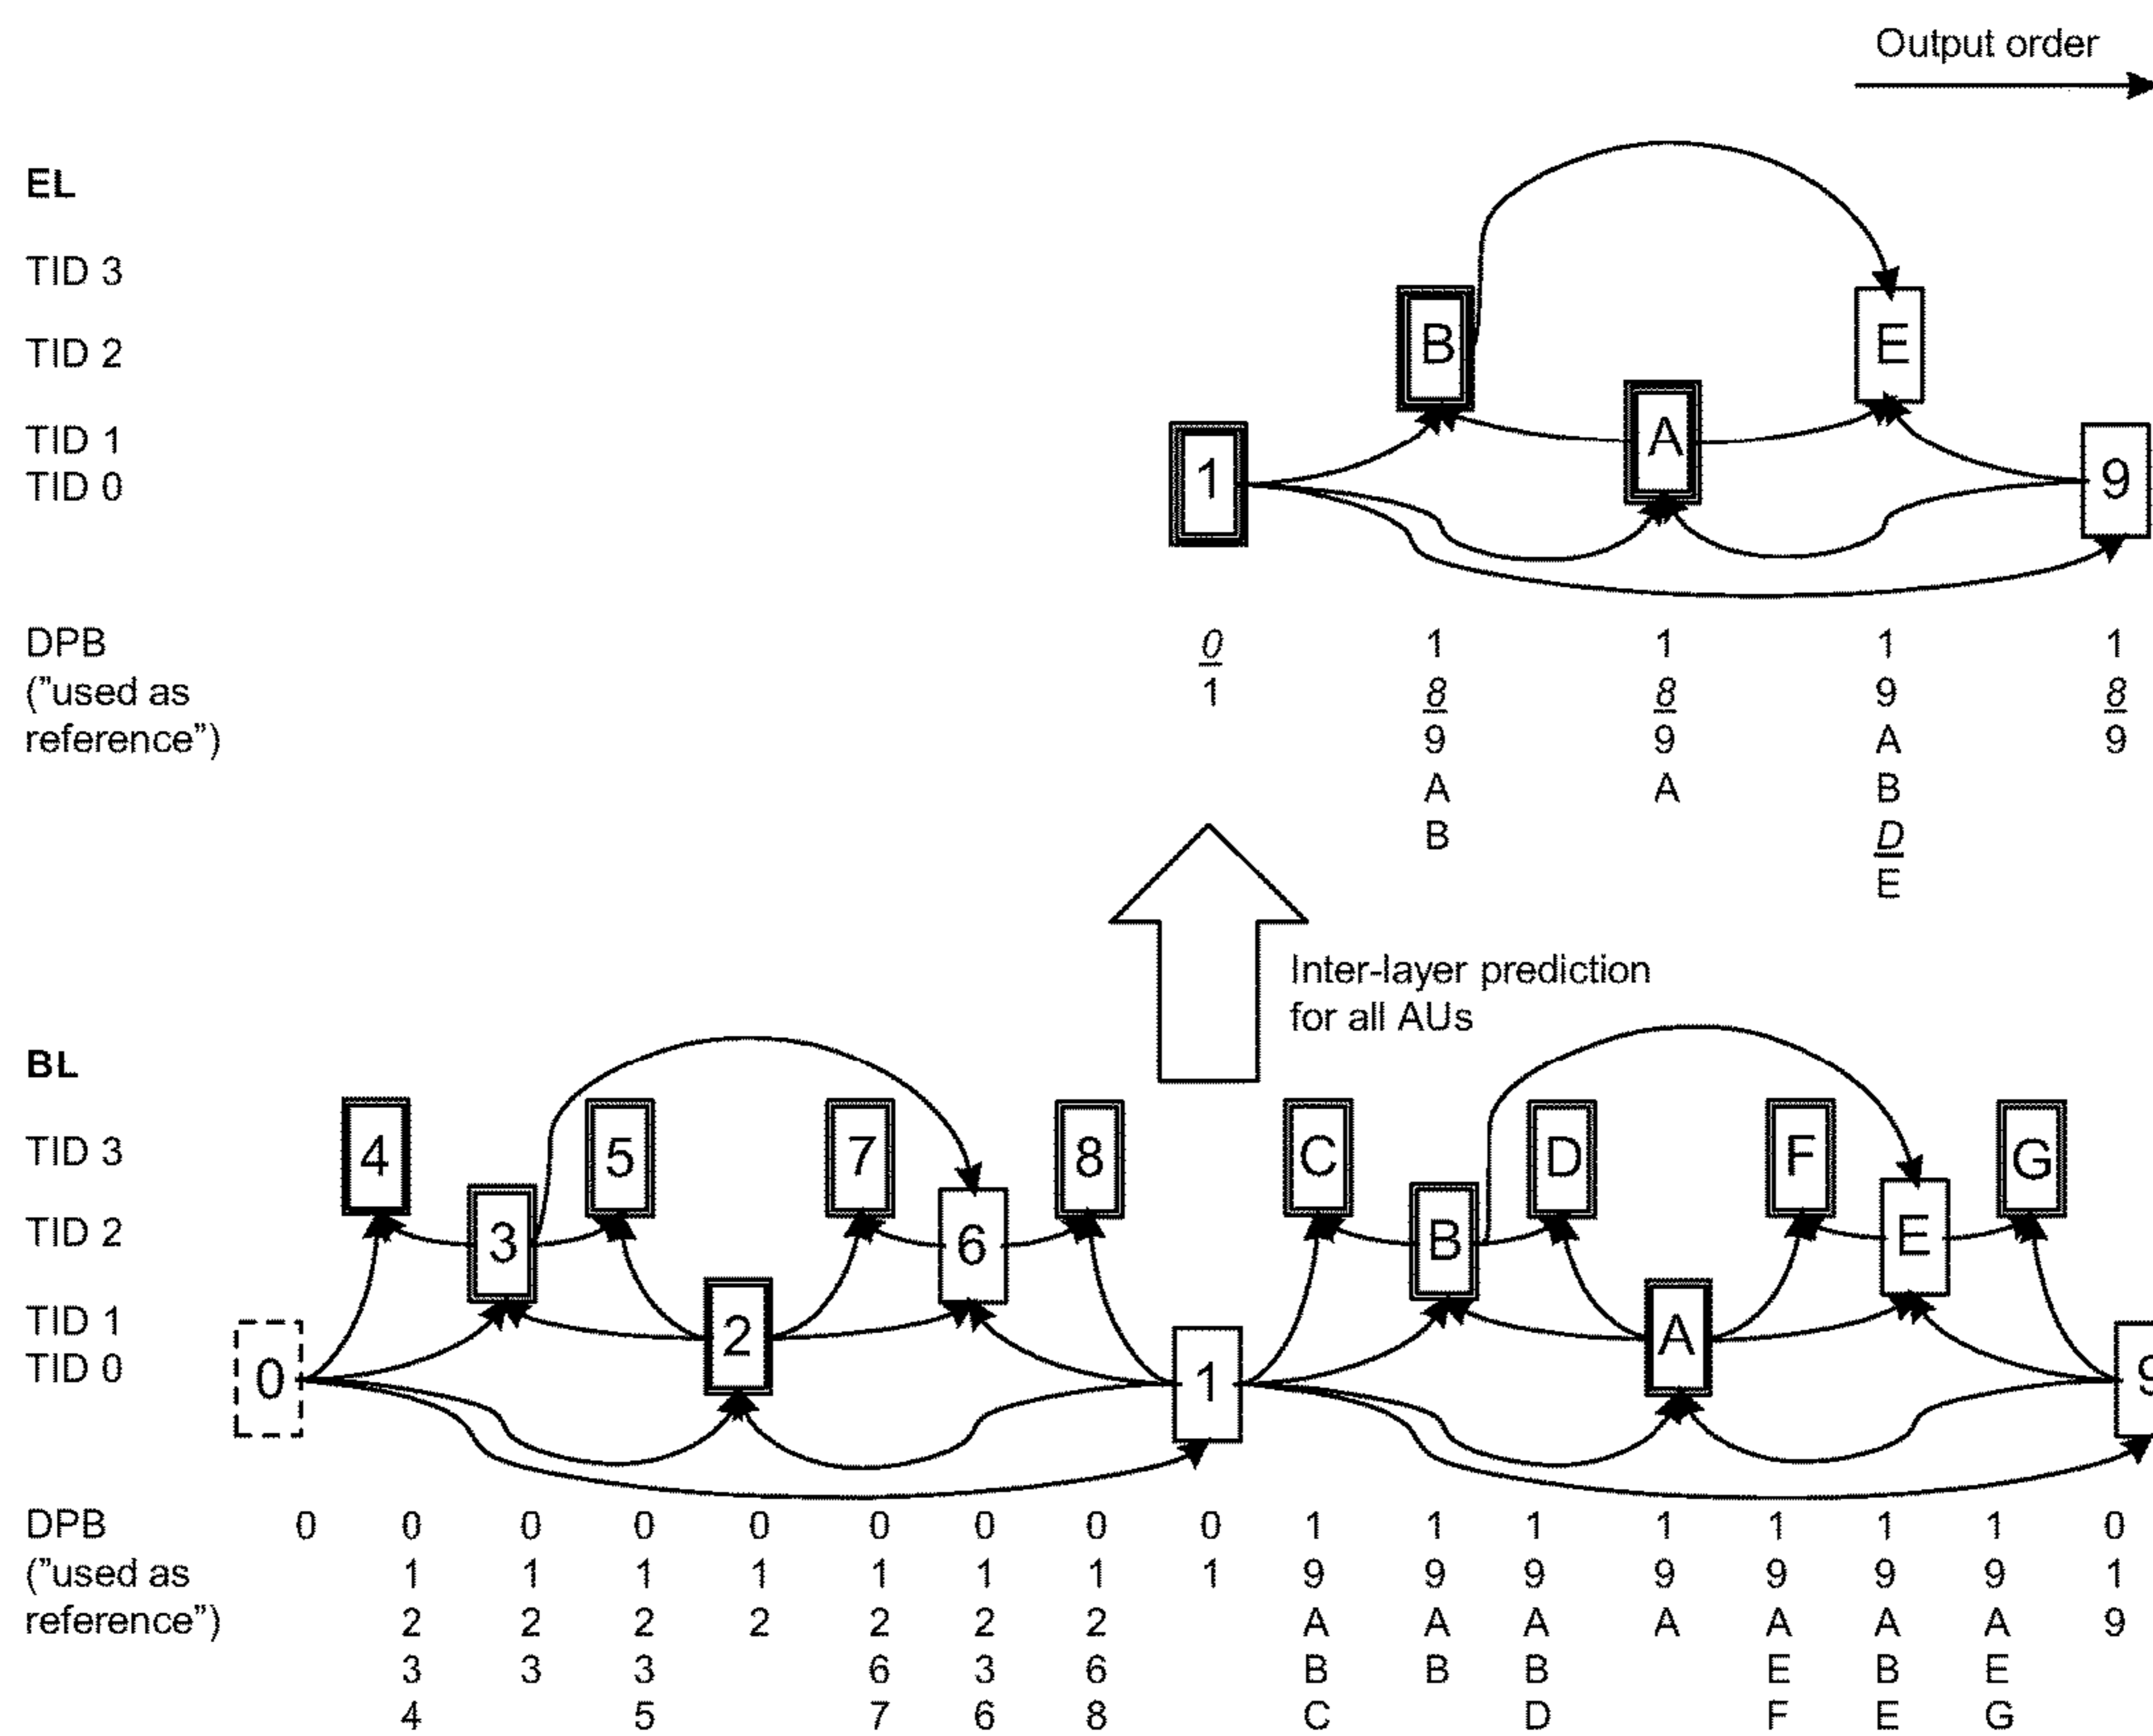 Output order
EL
TID 3
TID 2 B E
TID 1 A
TID 0 1 9
DPB 0 1 1 1 1
("used as 1 8 8 9 8
reference") 9 9 A 9
A A B
B D
E
Inter-layer prediction
for all AUs
BL
TID 3 4 5 7 8 C D F G
TID 2 3 6 B E
TID 1 2 A
TID 0 0 1 9
DPB 0 0 0 0 0 0 0 0 0 1 1 1 1 1 1 1 0
("used as 1 1 1 1 1 1 1 1 9 9 9 9 9 9 9 1
reference") 2 2 2 2 2 2 2 A A A A A A A 9
3 3 3 6 3 6 B B B E B E
4 5 7 6 8 C D F E G